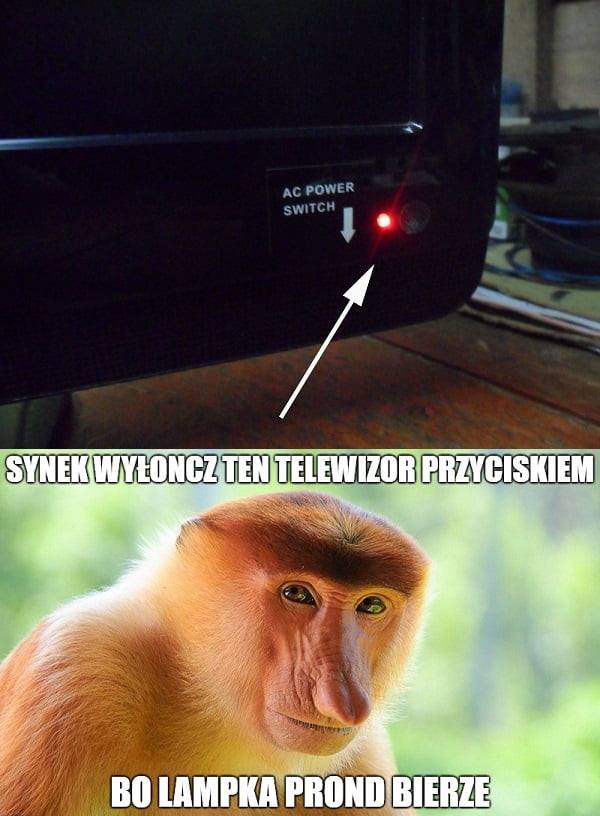 AC POWER
SWITCH
SYNEK WYŁONCZ TEN TELEWIZOR PRZYCISKIEM
BO LAMPKA PROND BIERZE